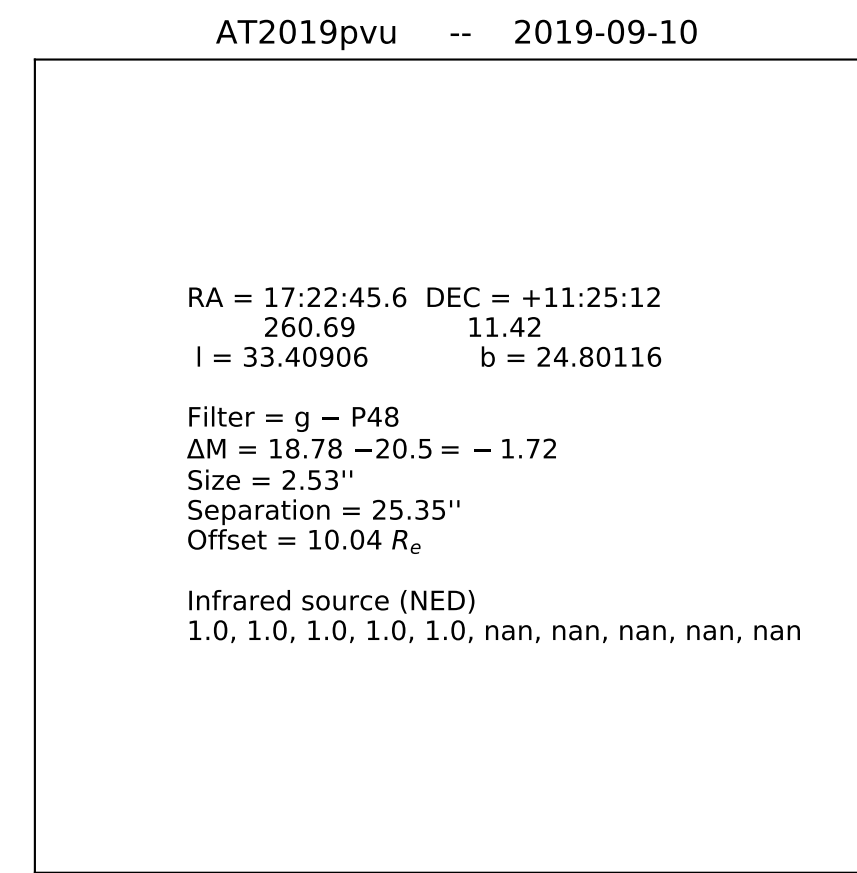 AT2019pvu -- 2019-09-10
RA = 17:22:45.6 DEC = +11:25:12
260.69 11.42
l = 33.40906 b = 24.80116
Filter = g − P48
ΔM = 18.78 −20.5 = − 1.72
Size = 2.53''
Separation = 25.35''
Offset = 10.04 Re
Infrared source (NED)
1.0, 1.0, 1.0, 1.0, 1.0, nan, nan, nan, nan, nan